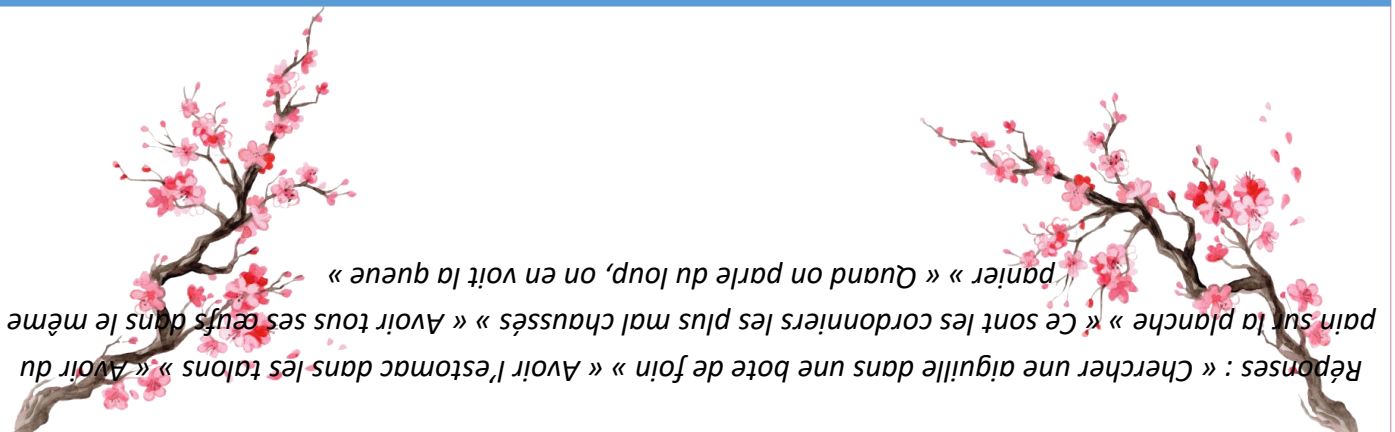 Réponses : « Chercher une aiguille dans une bote de foin » « Avoir l’estomac dans les talons » « Avoir du
pain sur la planche » « Ce sont les cordonniers les plus mal chaussés » « Avoir tous ses œufs dans le même
panier » « Quand on parle du loup, on en voit la queue »